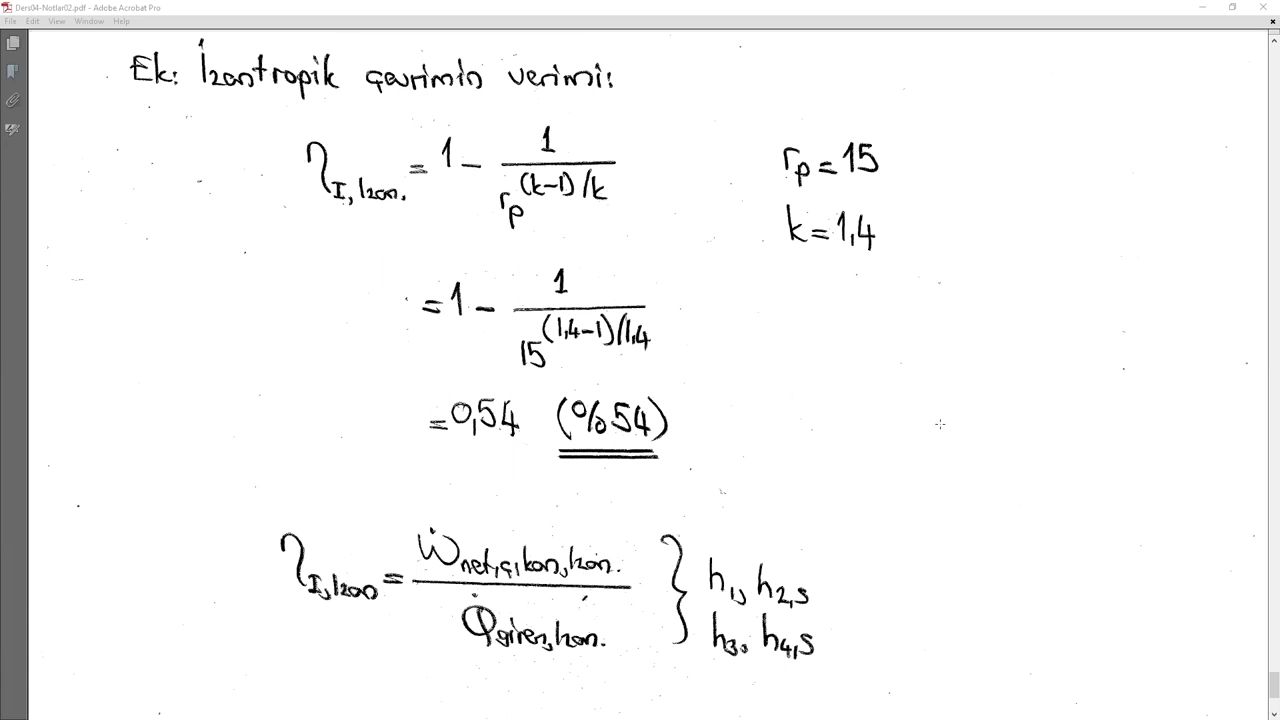 Ders04-Notlar02.pdf - Adobe Acrobat Pro
File Edit View Window Help
Ek: İzantropik çevrimin verimi:
η_I,İzan. = 1 - 1 / r_p^(k-1)/k
r_p = 15
k = 1,4
= 1 - 1 / 15^(1,4-1)/1,4
= 0,54 (%54)
η_I,İzan = Ẇ_net,çıkan,izan. / Q̇_giren,izan. } h_1, h_2,s
h_3. h_4,s